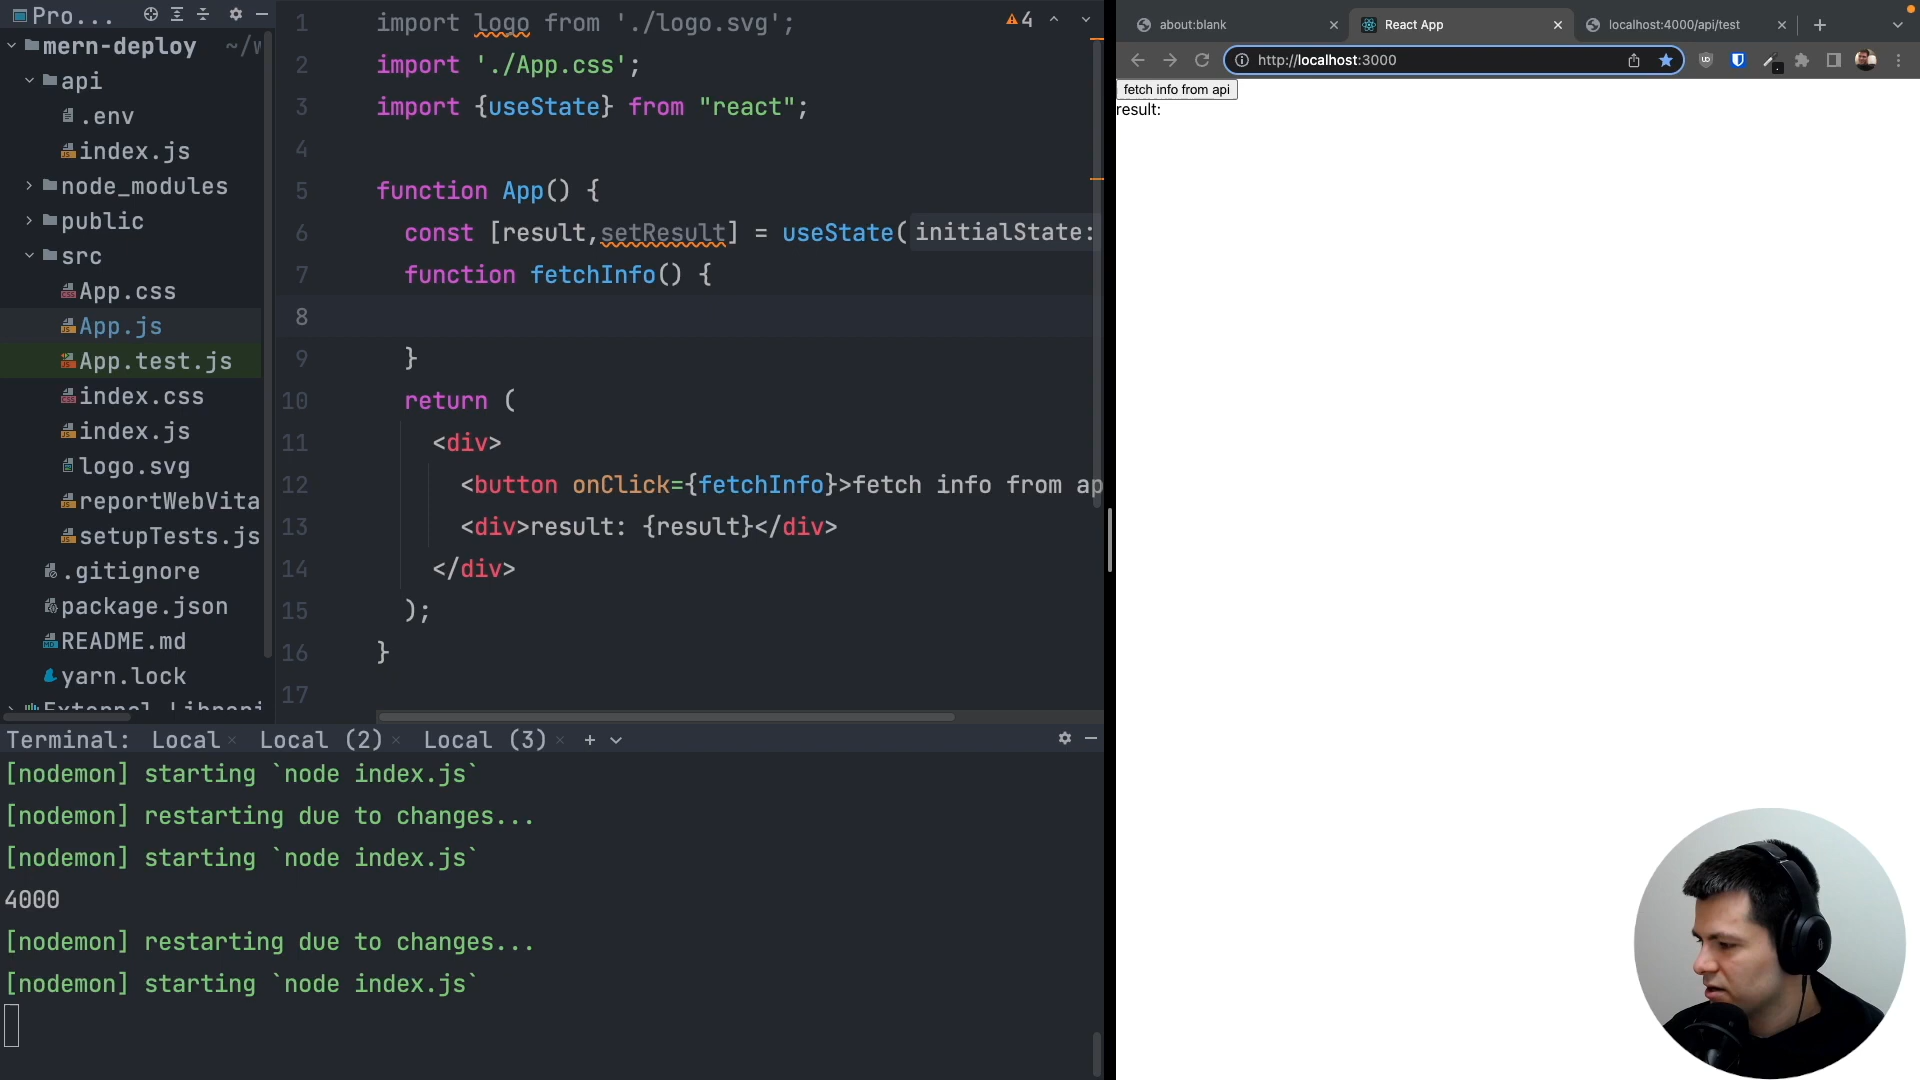 Pro...
mern-deploy ~/w
api
.env
index.js
node_modules
public
src
App.css
App.js
App.test.js
index.css
index.js
logo.svg
reportWebVita
setupTests.js
.gitignore
package.json
README.md
yarn.lock
External Librari
1 import logo from './logo.svg';
2 import './App.css';
3 import {useState} from "react";
4
5 function App() {
6 const [result,setResult] = useState( initialState:
7 function fetchInfo() {
8
9 }
10 return (
11 <div>
12 <button onClick={fetchInfo}>fetch info from ap
13 <div>result: {result}</div>
14 </div>
15 );
16 }
17
4
Terminal: Local × Local (2) × Local (3) × +
[nodemon] starting `node index.js`
[nodemon] restarting due to changes...
[nodemon] starting `node index.js`
4000
[nodemon] restarting due to changes...
[nodemon] starting `node index.js`
about:blank
React App
localhost:4000/api/test
http://localhost:3000
fetch info from api
result: